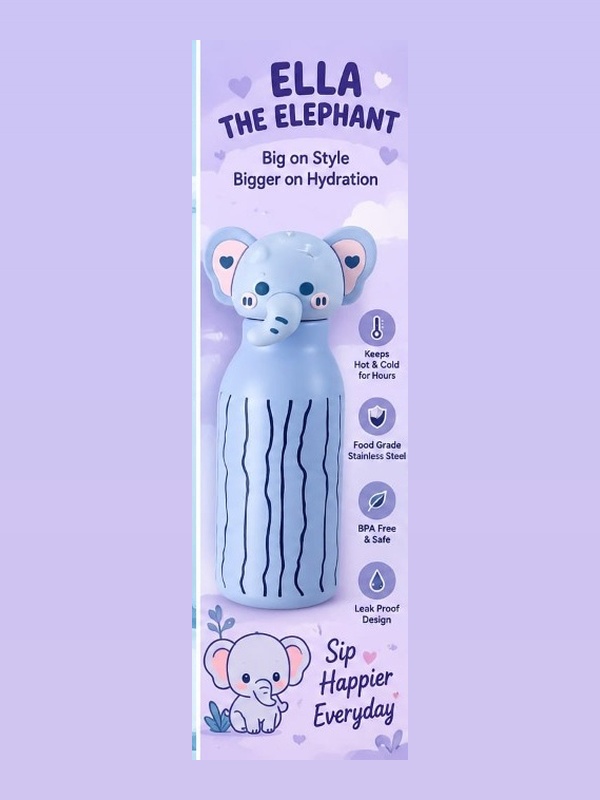 ELLA
THE ELEPHANT
Big on Style
Bigger on Hydration
Keeps
Hot & Cold
for Hours
Food Grade
Stainless Steel
BPA Free
& Safe
Leak Proof
Design
Sip
Happier
Everyday